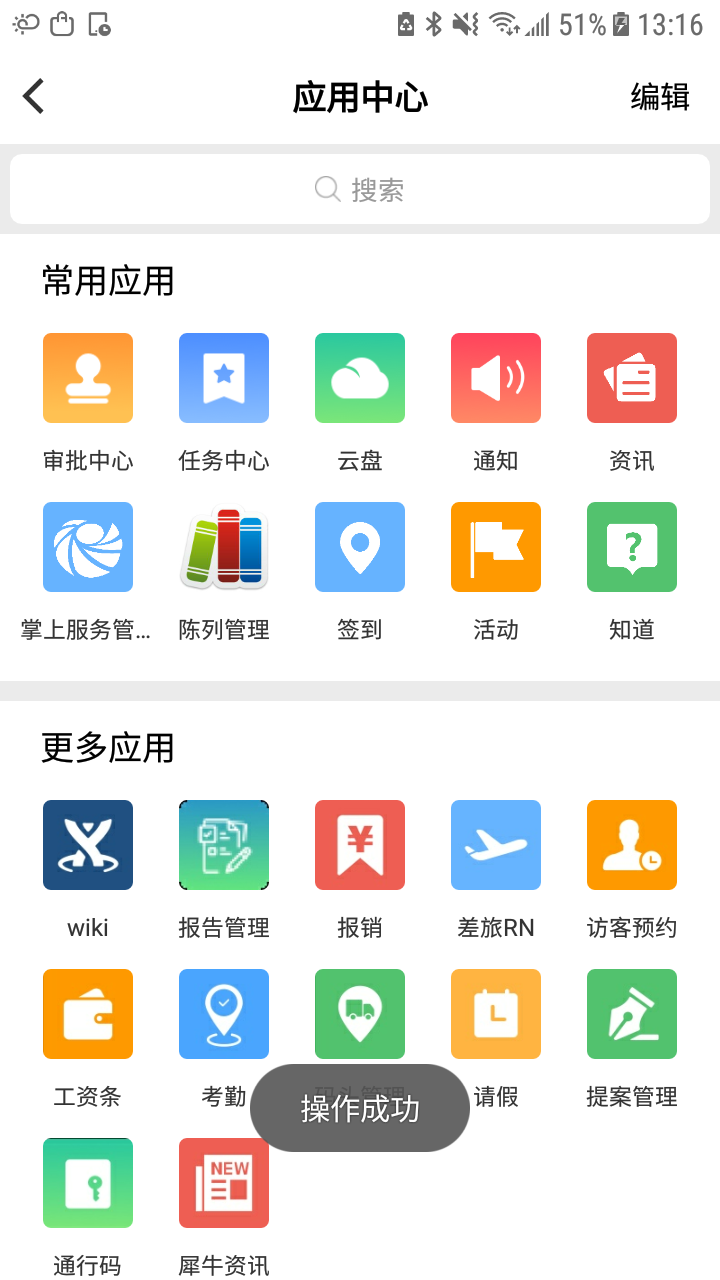 51% 13:16
应用中心 编辑
搜索
常用应用
审批中心 任务中心 云盘 通知 资讯
掌上服务管... 陈列管理 签到 活动 知道
更多应用
wiki 报告管理 报销 差旅RN 访客预约
工资条 考勤 码头管理 请假 提案管理
操作成功
NEW
通行码 犀牛资讯